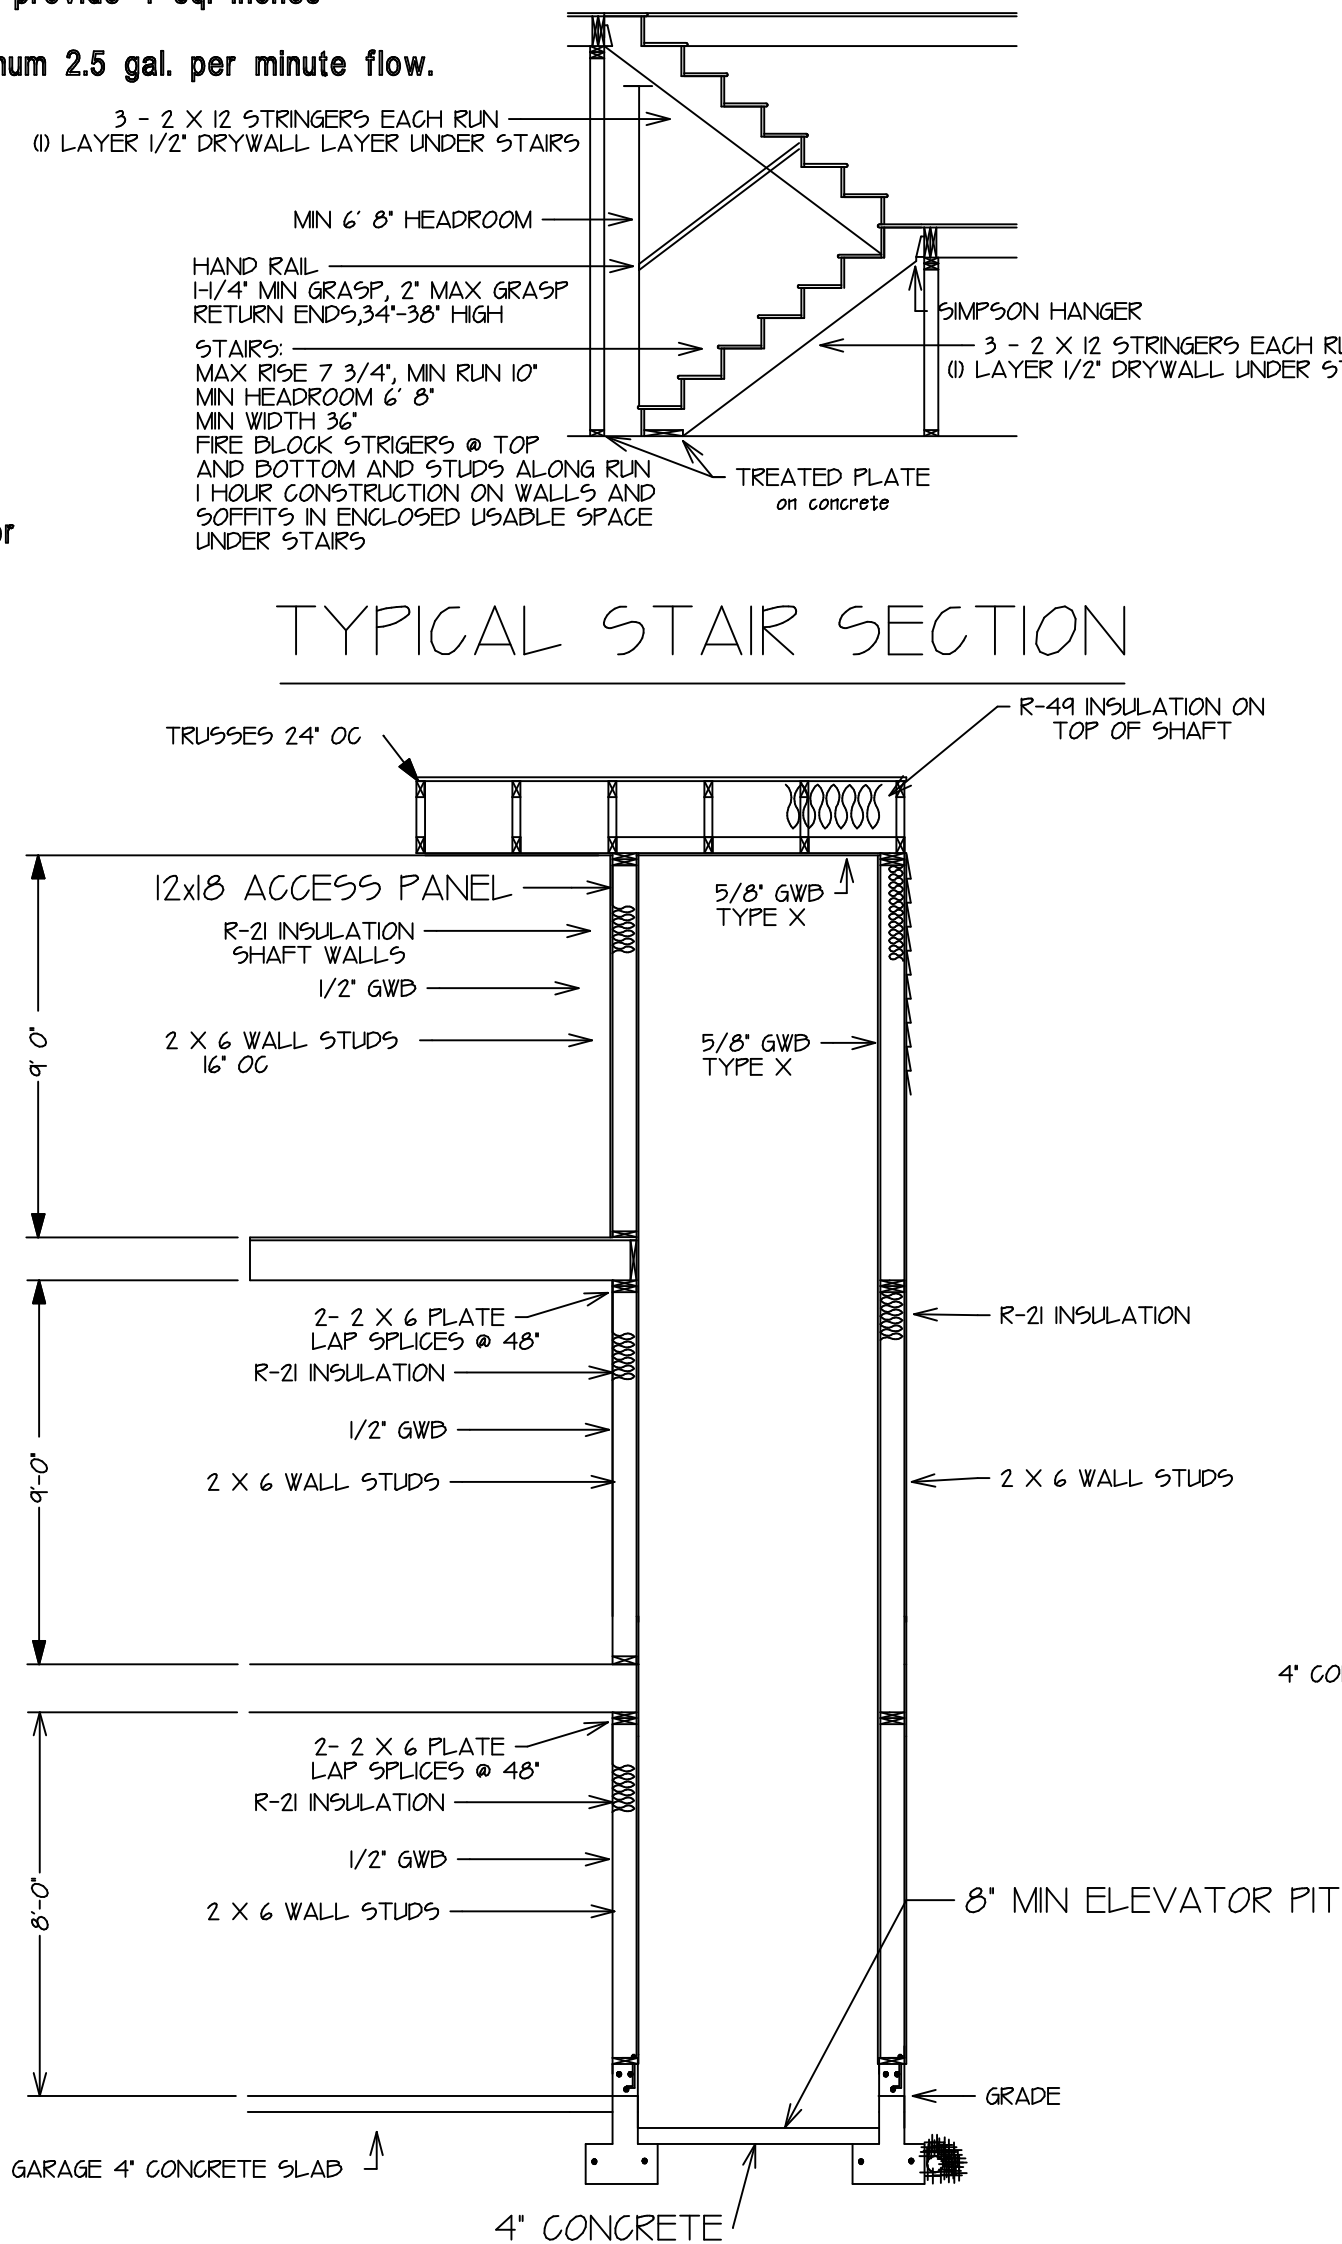 provide 4 sq. inches
2.5 gal. per minute flow.
3 - 2 X 12 STRINGERS EACH RUN
(1) LAYER 1/2" DRYWALL LAYER UNDER STAIRS
MIN 6' 8" HEADROOM
HAND RAIL
1-1/4" MIN GRASP, 2" MAX GRASP
RETURN ENDS,34"-38" HIGH
SIMPSON HANGER
STAIRS:
MAX RISE 7 3/4", MIN RUN 10"
MIN HEADROOM 6' 8"
MIN WIDTH 36"
FIRE BLOCK STRIGERS @ TOP
AND BOTTOM AND STUDS ALONG RUN
1 HOUR CONSTRUCTION ON WALLS AND
SOFFITS IN ENCLOSED USABLE SPACE
UNDER STAIRS
3 - 2 X 12 STRINGERS EACH
(1) LAYER 1/2" DRYWALL UNDER
TREATED PLATE
on concrete
or
TYPICAL STAIR SECTION
R-49 INSULATION ON
TOP OF SHAFT
TRUSSES 24" OC
12x18 ACCESS PANEL
5/8" GWB
TYPE X
R-21 INSULATION
SHAFT WALLS
1/2" GWB
2 X 6 WALL STUDS
16" OC
5/8" GWB
TYPE X
9' 0"
2- 2 X 6 PLATE
LAP SPLICES @ 48"
R-21 INSULATION
R-21 INSULATION
1/2" GWB
2 X 6 WALL STUDS
2 X 6 WALL STUDS
9'-0"
4"
2- 2 X 6 PLATE
LAP SPLICES @ 48"
R-21 INSULATION
1/2" GWB
2 X 6 WALL STUDS
8" MIN ELEVATOR PIT
8'-0"
GRADE
GARAGE 4" CONCRETE SLAB
4" CONCRETE